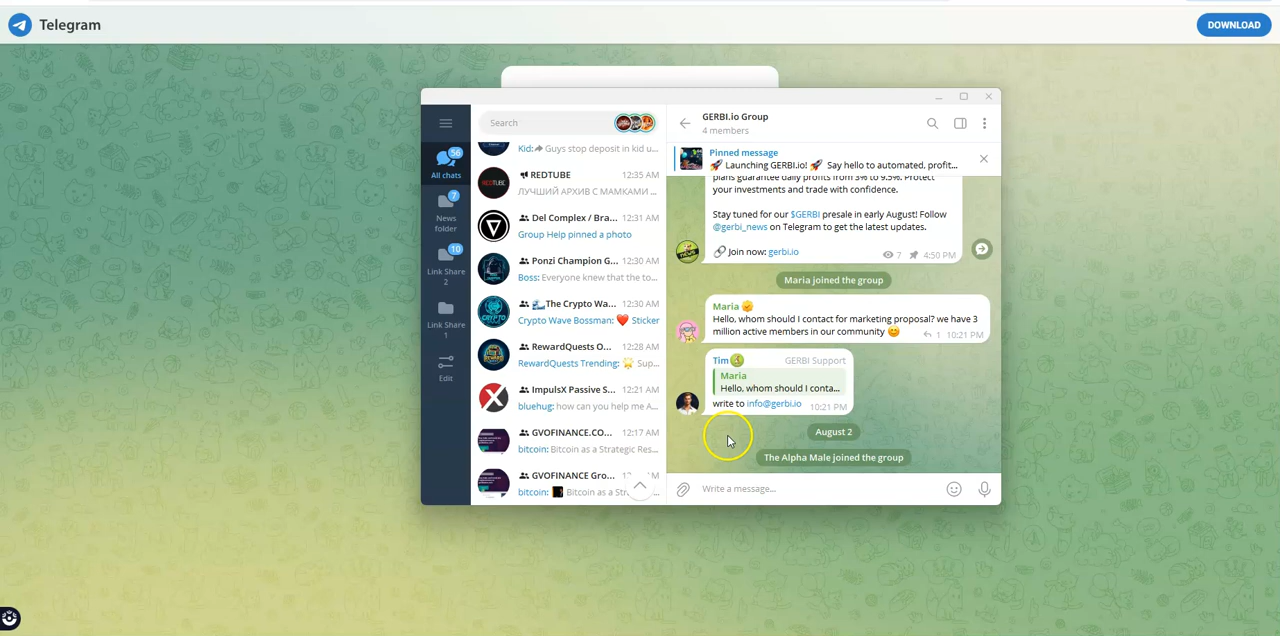 Telegram
DOWNLOAD
56
All chats
7
News
folder
10
Link Share
2
Link Share
1
Edit
Search
Kid: Guys stop deposit in kid u...
REDTUBE 12:35 AM
ЛУЧШИЙ АРХИВ С МАМКАМИ ...
Del Complex / Bra... 12:31 AM
Group Help pinned a photo
Ponzi Champion G... 12:30 AM
Boss: Everyone knew that the to...
🌊The Crypto Wa... 12:30 AM
Crypto Wave Bossman: ❤️ Sticker
RewardQuests O... 12:28 AM
RewardQuests Trending: 🌟 Sup...
ImpulsX Passive S... 12:21 AM
bluehug: how can you help me A...
GVOFINANCE.CO... 12:17 AM
bitcoin: Bitcoin as a Strategic Res...
GVOFINANCE Gro... AM
bitcoin: Bitcoin as a
GERBI.io Group
4 members
Pinned message
🚀 Launching GERBI.io! 🚀 Say hello to automated, profit...
plans guarantee daily profits from 3% to 9.5%. Protect
your investments and trade with confidence.
Stay tuned for our $GERBI presale in early August! Follow
@gerbi_news on Telegram to get the latest updates.
🔗 Join now: gerbi.io
7 4:50 PM
Maria joined the group
Maria
Hello, whom should I contact for marketing proposal? we have 3
million active members in our community 😊
1 10:21 PM
Tim GERBI Support
Maria
Hello, whom should I conta...
write to info@gerbi.io 10:21 PM
August 2
The Alpha Male joined the group
Write a message...